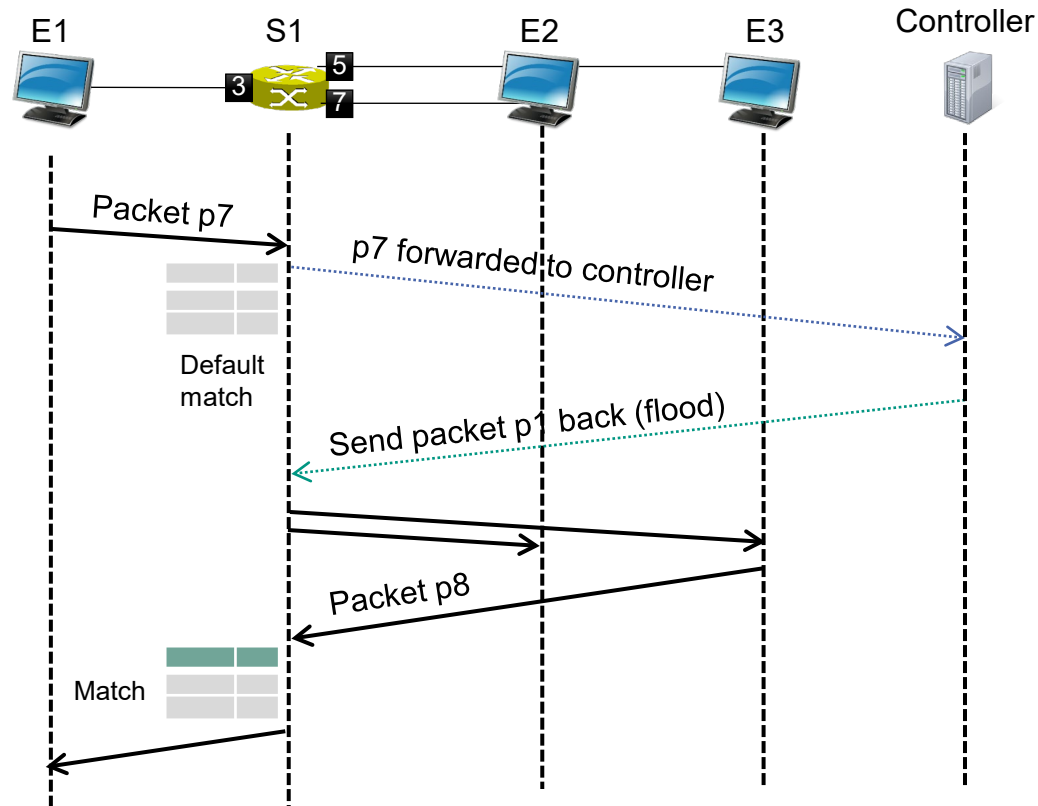 E1
S1
E2
E3
Controller
3
5
7
Packet p7
p7 forwarded to controller
Default
match
Send packet p1 back (flood)
Packet p8
Match